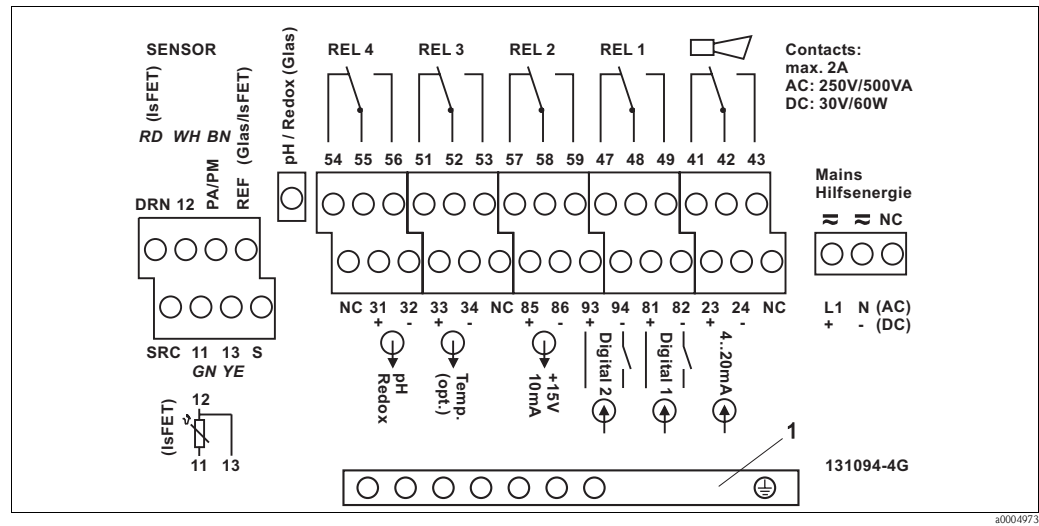 SENSOR
(IsFET)
RD WH BN
(Glas/IsFET)
DRN 12 PA/PM REF
SRC 11 13 S
GN YE
(IsFET)
12
11 13
pH / Redox (Glas)
REL 4 REL 3 REL 2 REL 1
54 55 56 51 52 53 57 58 59 47 48 49 41 42 43
NC 31 32 33 34 NC 85 86 93 94 81 82 23 24 NC
+ - + - + - + - + - + -
pH
Redox
Temp.
(opt.)
+15V
10mA
Digital 2
Digital 1
4..20mA
Contacts:
max. 2A
AC: 250V/500VA
DC: 30V/60W
Mains
Hilfsenergie
≂ ≂ NC
L1 N (AC)
+ - (DC)
1
131094-4G
a0004973